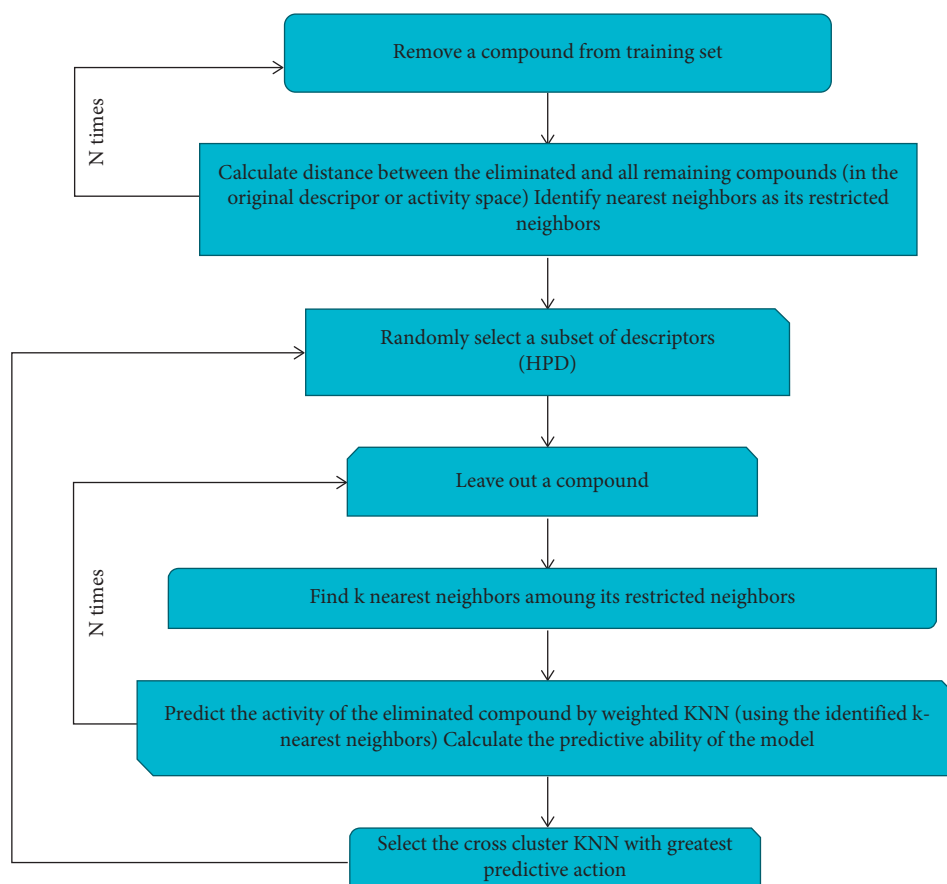 Remove a compound from training set
N times
Calculate distance between the eliminated and all remaining compounds (in the
original descripor or activity space) Identify nearest neighbors as its restricted
neighbors
Randomly select a subset of descriptors
(HPD)
Leave out a compound
N times
Find k nearest neighbors amoung its restricted neighbors
Predict the activity of the eliminated compound by weighted KNN (using the identified k-
nearest neighbors) Calculate the predictive ability of the model
Select the cross cluster KNN with greatest
predictive action